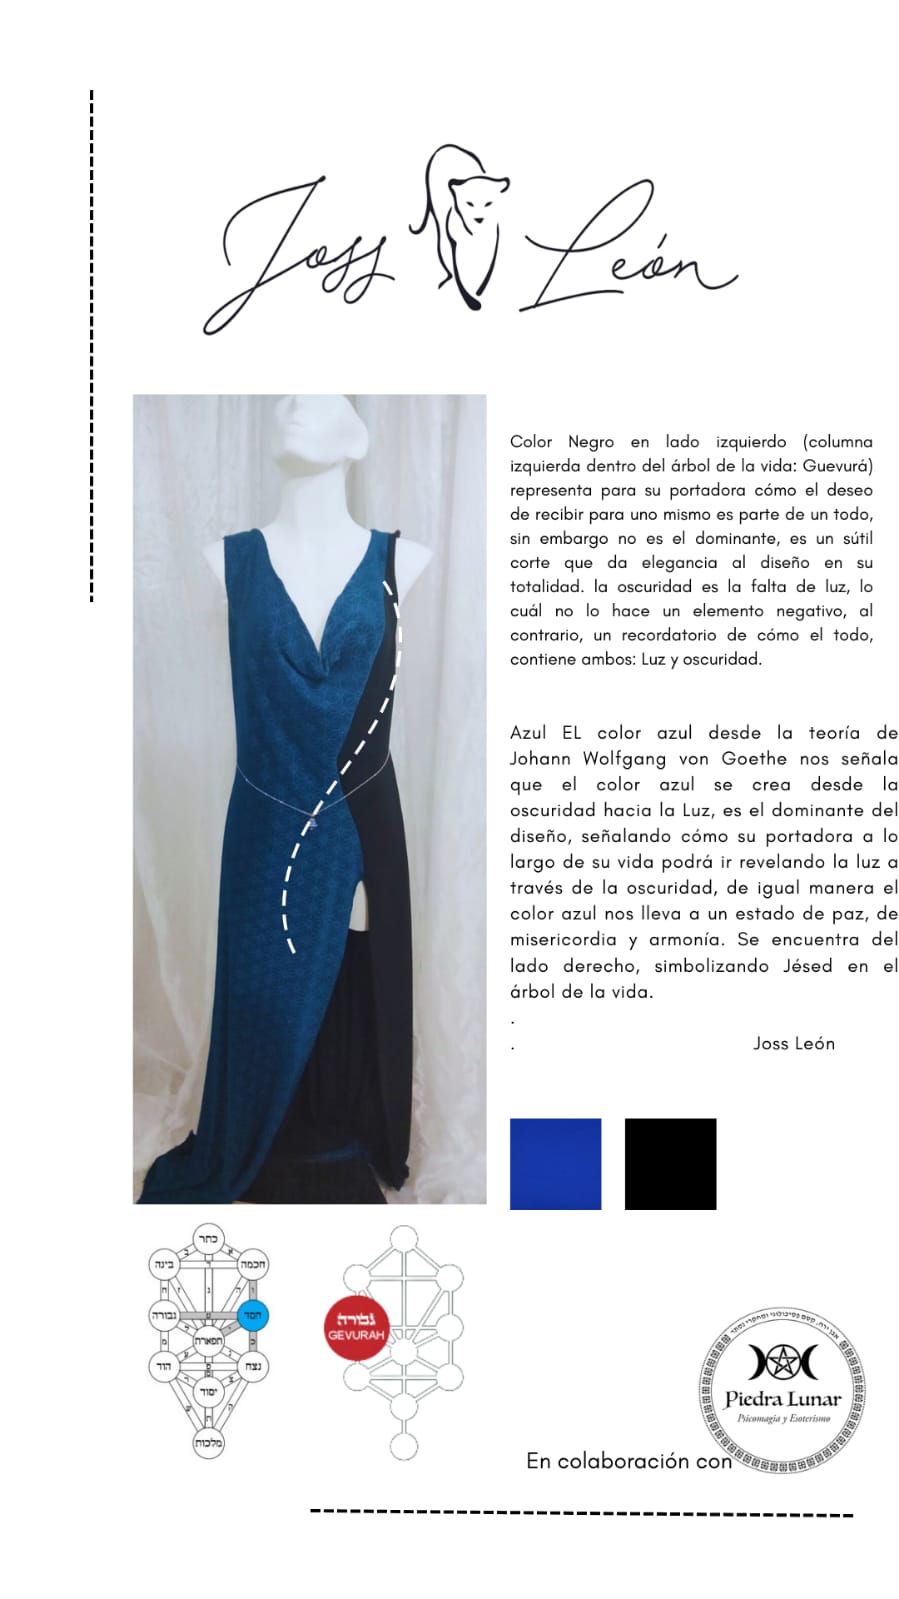 Joss León
Color Negro en lado izquierdo (columna
izquierda dentro del árbol de la vida: Guevurá)
representa para su portadora cómo el deseo
de recibir para uno mismo es parte de un todo,
sin embargo no es el dominante, es un sútil
corte que da elegancia al diseño en su
totalidad. la oscuridad es la falta de luz, lo
cuál no lo hace un elemento negativo, al
contrario, un recordatorio de cómo el todo,
contiene ambos: Luz y oscuridad.
Azul EL color azul desde la teoría de
Johann Wolfgang von Goethe nos señala
que el color azul se crea desde la
oscuridad hacia la Luz, es el dominante del
diseño, señalando cómo su portadora a lo
largo de su vida podrá ir revelando la luz a
través de la oscuridad, de igual manera el
color azul nos lleva a un estado de paz, de
misericordia y armonía. Se encuentra del
lado derecho, simbolizando Jésed en el
árbol de la vida.
.
. Joss León
כתר
בינה
חכמה
גבורה
חסד
תפארת
הוד
נצח
יסוד
מלכות
גבורה
GEVURAH
Piedra Lunar
Psicomagia y Esoterismo
En colaboración con